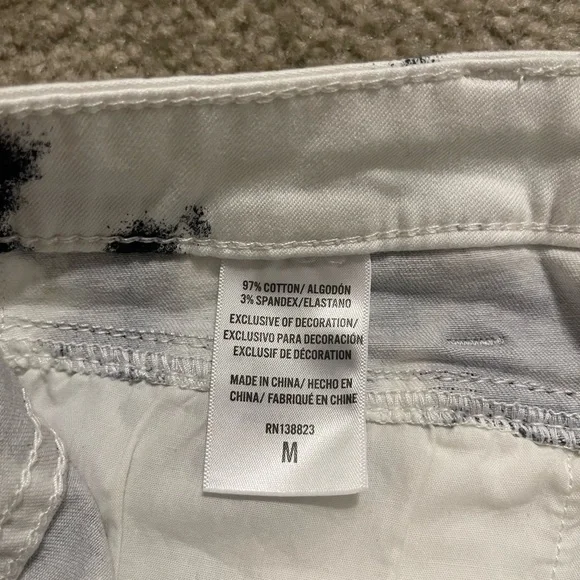 97% COTTON/ ALGODÓN
3% SPANDEX/ELASTANO
EXCLUSIVE OF DECORATION/
EXCLUSIVO PARA DECORACIÓN
EXCLUSIF DE DÉCORATION
MADE IN CHINA/ HECHO EN
CHINA/ FABRIQUÉ EN CHINE
RN138823
M